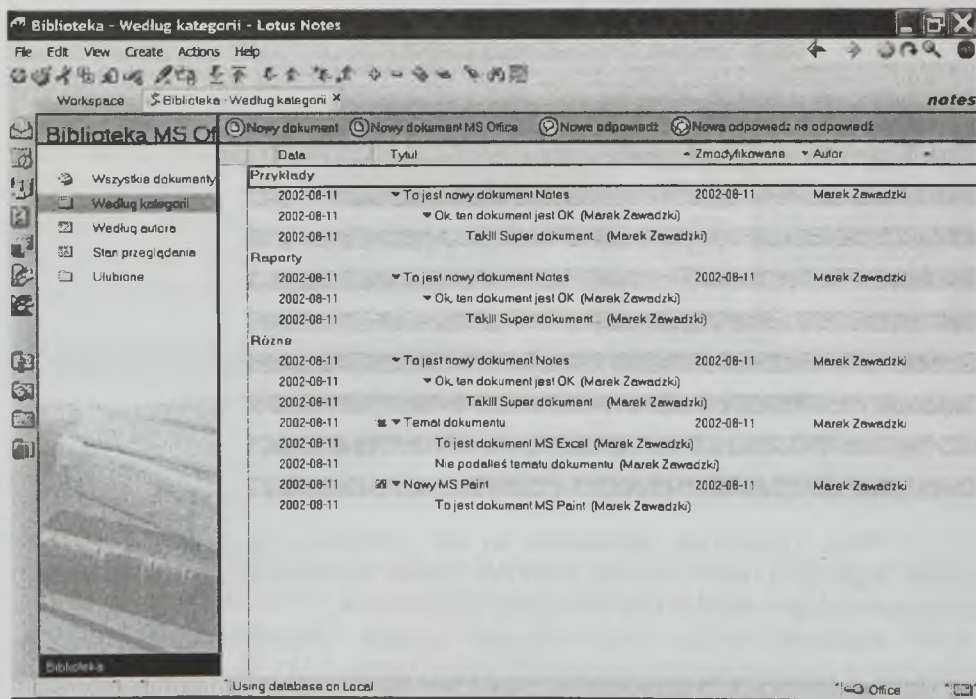 Biblioteka - Według kategorii - Lotus Notes
File Edit View Create Actions Help
Workspace Biblioteka - Według kategorii X notes
Biblioteka MS Of Nowy dokument Nowy dokument MS Office Nowa odpowiedź Nowa odpowiedź na odpowiedź
Data Tytuł Zmodyfikowane Autor
Wszystkie dokumenty
Według kategorii
Według autora
Stan przeglądania
Ulubione
Przykłady
2002-08-11 To jest nowy dokument Notes 2002-08-11 Marek Zawadzki
2002-08-11 Ok, ten dokument jest OK (Marek Zawadzki)
2002-08-11 Tak!!! Super dokument... (Marek Zawadzki)
Raporty
2002-08-11 To jest nowy dokument Notes 2002-08-11 Marek Zawadzki
2002-08-11 Ok, ten dokument jest OK (Marek Zawadzki)
2002-08-11 Tak!!! Super dokument... (Marek Zawadzki)
Różne
2002-08-11 To jest nowy dokument Notes 2002-08-11 Marek Zawadzki
2002-08-11 Ok, ten dokument jest OK (Marek Zawadzki)
2002-08-11 Tak!!! Super dokument... (Marek Zawadzki)
2002-08-11 Temat dokumentu 2002-08-11 Marek Zawadzki
2002-08-11 To jest dokument MS Excel (Marek Zawadzki)
2002-08-11 Nie podałeś tematu dokumentu (Marek Zawadzki)
2002-08-11 Nowy MS Paint 2002-08-11 Marek Zawadzki
2002-08-11 To jest dokument MS Paint (Marek Zawadzki)
Biblioteka
Using database on Local Office